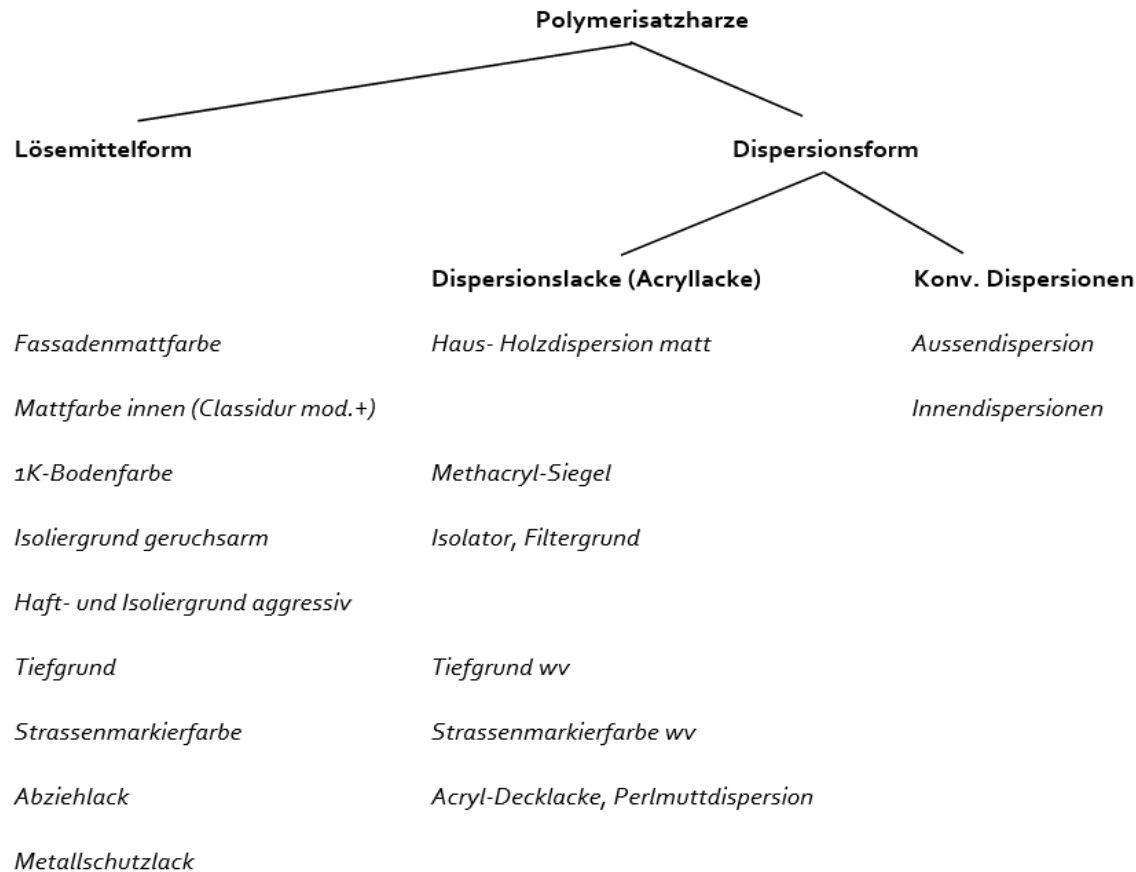 Polymerisatzharze
Lösemittelform
Dispersionsform
Dispersionslacke (Acryllacke)
Konv. Dispersionen
Fassadenmattfarbe
Haus- Holzdispersion matt
Aussendispersion
Mattfarbe innen (Classidur mod.+)
Innendispersionen
1K-Bodenfarbe
Methacryl-Siegel
Isoliergrund geruchsarm
Isolator, Filtergrund
Haft- und Isoliergrund aggressiv
Tiefgrund
Tiefgrund wv
Strassenmarkierfarbe
Strassenmarkierfarbe wv
Abziehlack
Acryl-Decklacke, Perlmuttdispersion
Metallschutzlack